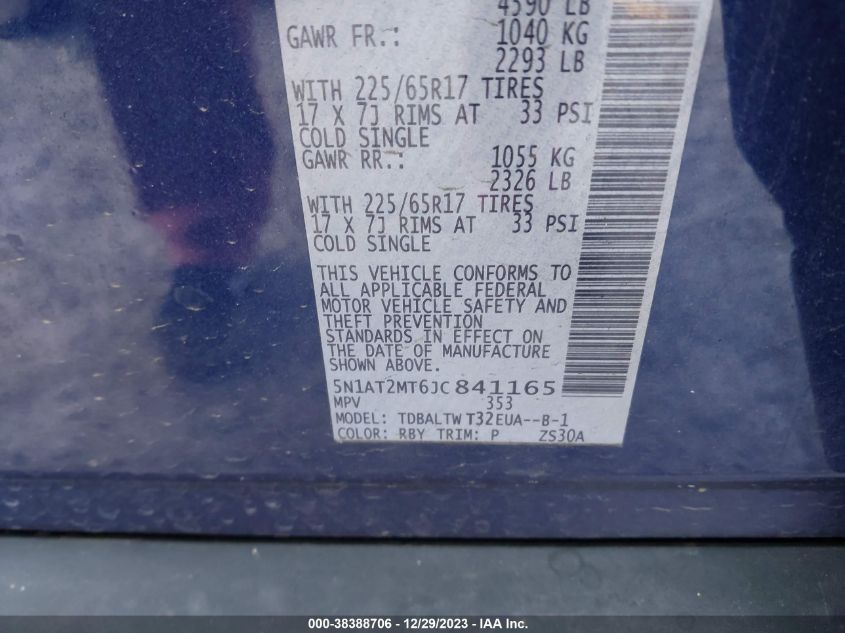 4590 LB
GAWR FR.: 1040 KG
2293 LB
WITH 225/65R17 TIRES
17 X 7J RIMS AT 33 PSI
COLD SINGLE
GAWR RR.: 1055 KG
2326 LB
WITH 225/65R17 TIRES
17 X 7J RIMS AT 33 PSI
COLD SINGLE
THIS VEHICLE CONFORMS TO
ALL APPLICABLE FEDERAL
MOTOR VEHICLE SAFETY AND
THEFT PREVENTION
STANDARDS IN EFFECT ON
THE DATE OF MANUFACTURE
SHOWN ABOVE.
5N1AT2MT6JC841165
MPV 353
MODEL: TDBALTW T32EUA--B-1
COLOR: RBY TRIM: P ZS30A
000-38388706 - 12/29/2023 - IAA Inc.